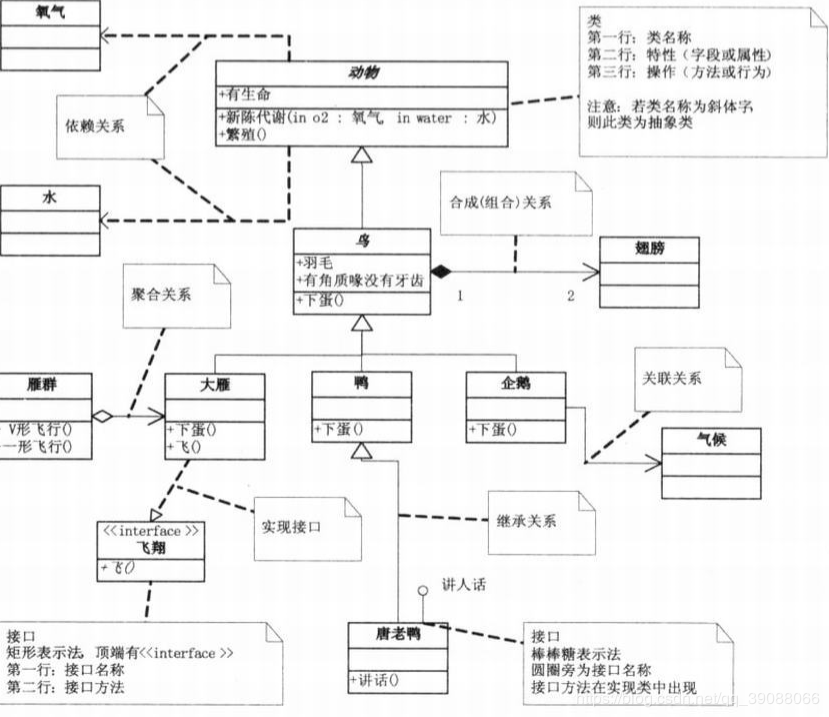 氧气
类
第一行：类名称
第二行：特性（字段或属性）
第三行：操作（方法或行为）
注意：若类名称为斜体字
则此类为抽象类
动物
+有生命
+新陈代谢(in o2 : 氧气, in water : 水)
+繁殖()
依赖关系
水
合成(组合)关系
鸟
+羽毛
+有角质喙没有牙齿
+下蛋()
1
2
翅膀
聚合关系
雁群
V形飞行()
一形飞行()
大雁
+下蛋()
+飞()
鸭
+下蛋()
企鹅
+下蛋()
关联关系
气候
<<interface>>
飞翔
+飞()
实现接口
继承关系
讲人话
唐老鸭
+讲话()
接口
矩形表示法，顶端有<<interface>>
第一行：接口名称
第二行：接口方法
接口
棒棒糖表示法
圆圈旁为接口名称
接口方法在实现类中出现
https://blog.csdn.net/qq_39088066